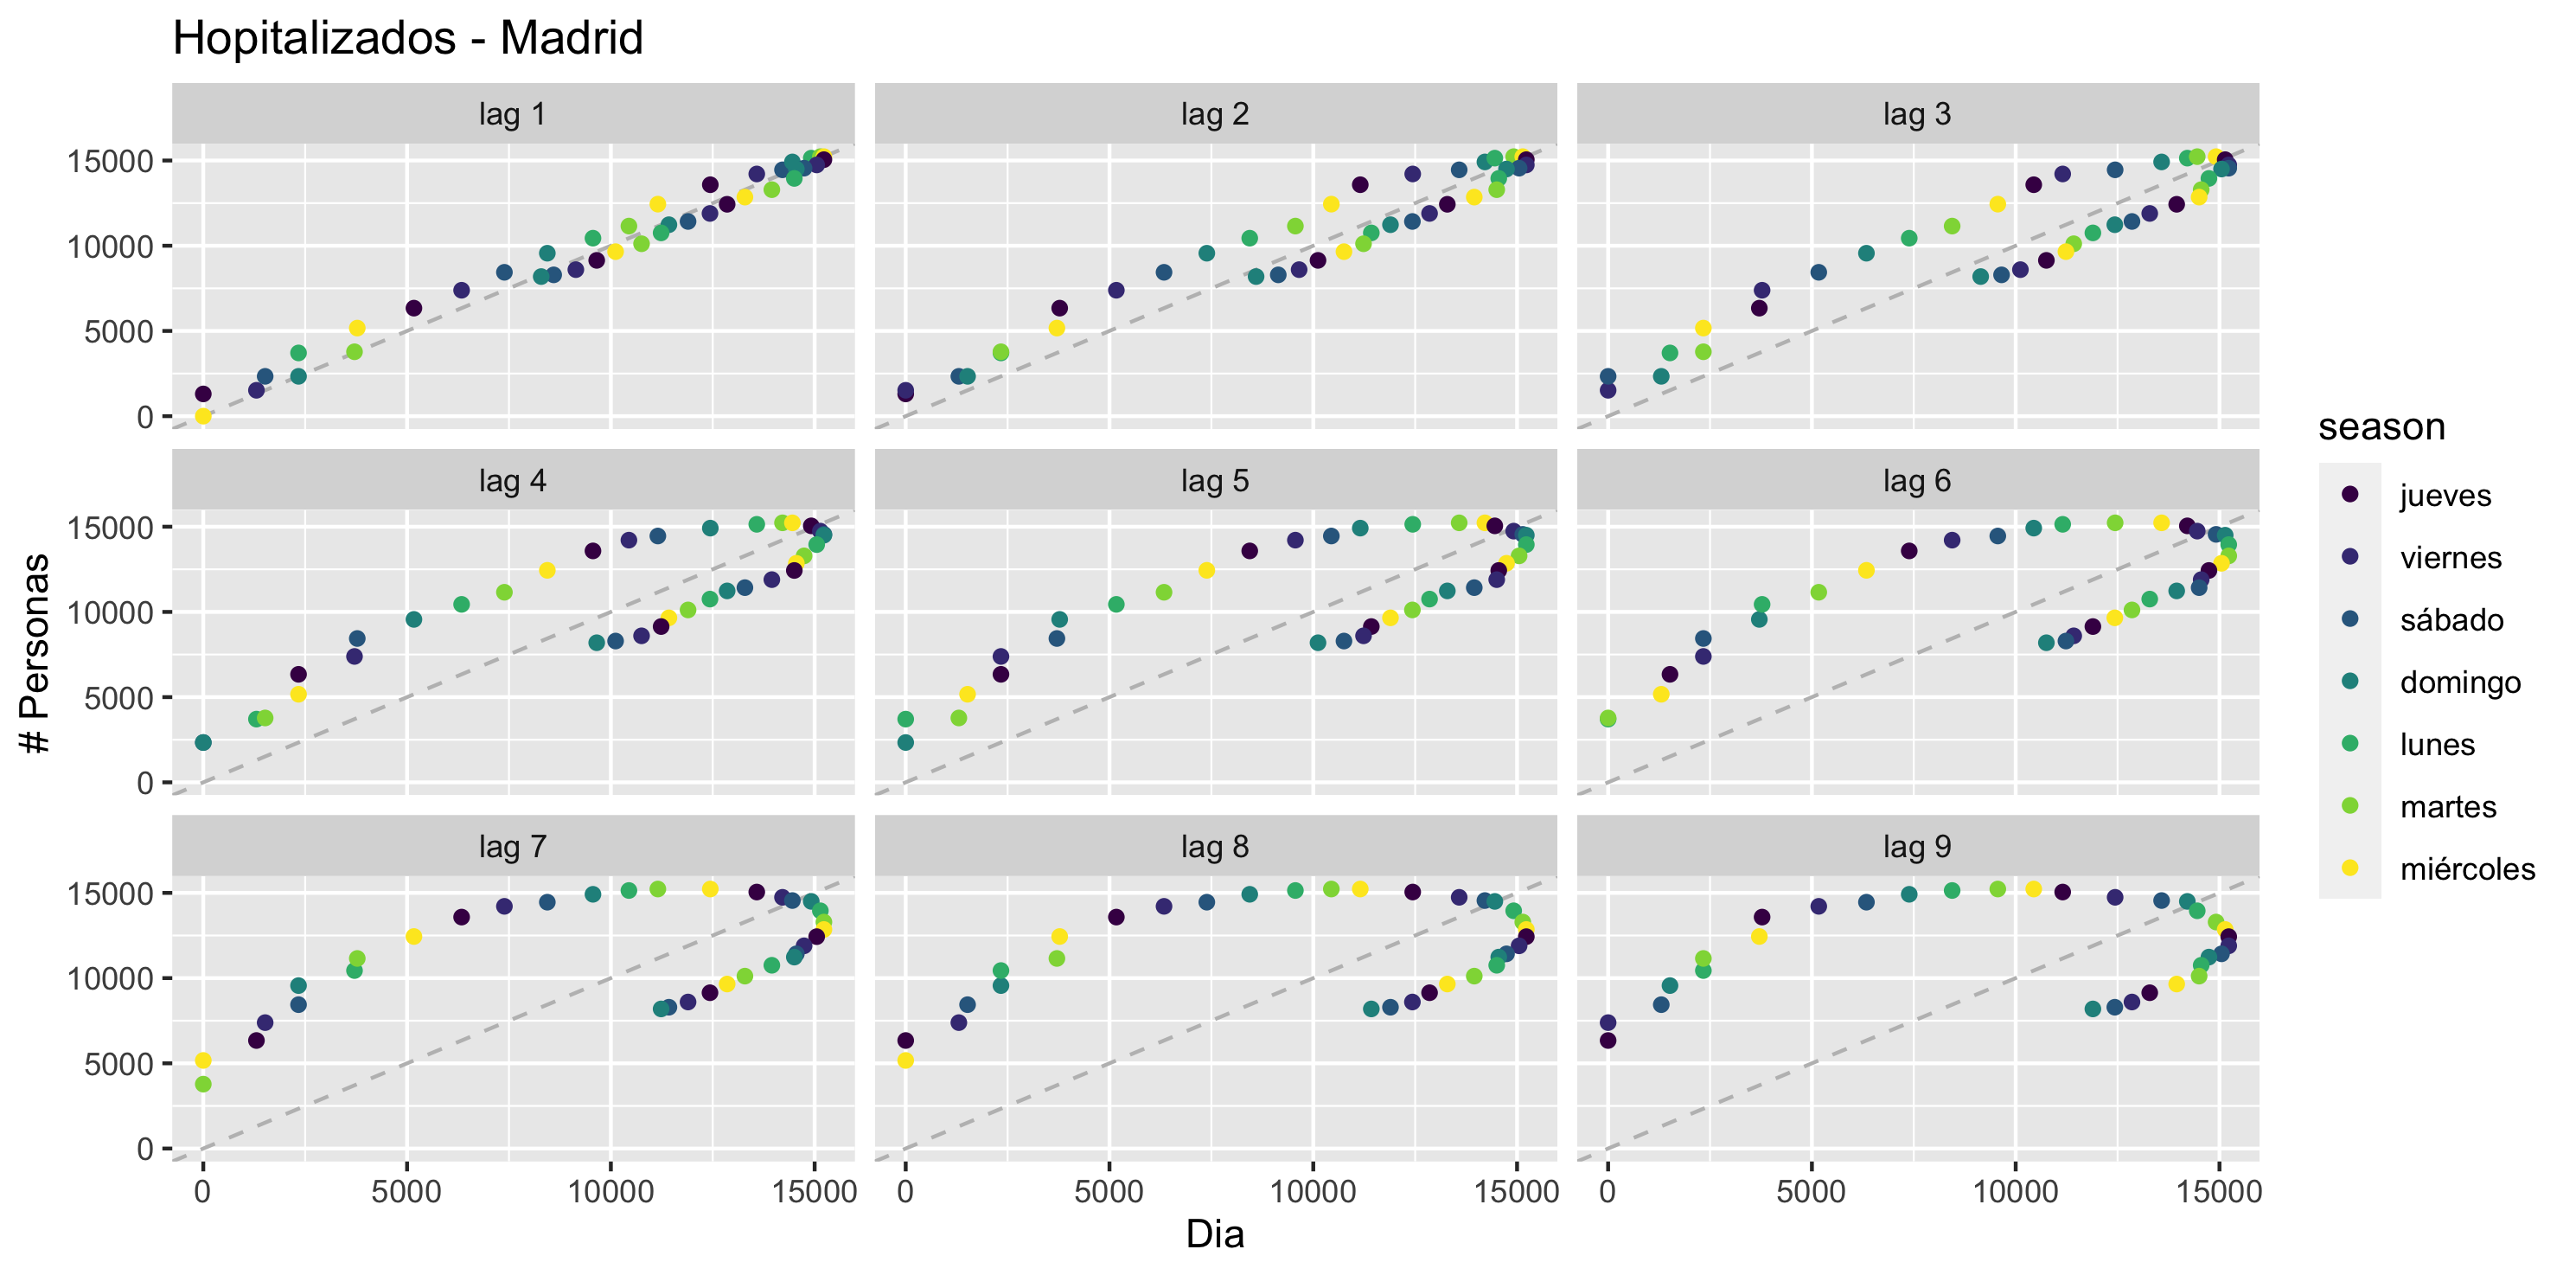 Hopitalizados - Madrid
lag 1
lag 2
lag 3
15000
10000
5000
0
lag 4
lag 5
lag 6
15000
10000
5000
0
lag 7
lag 8
lag 9
15000
10000
5000
0
0 5000 10000 15000
0 5000 10000 15000
0 5000 10000 15000
Dia
# Personas
season
jueves
viernes
sábado
domingo
lunes
martes
miércoles